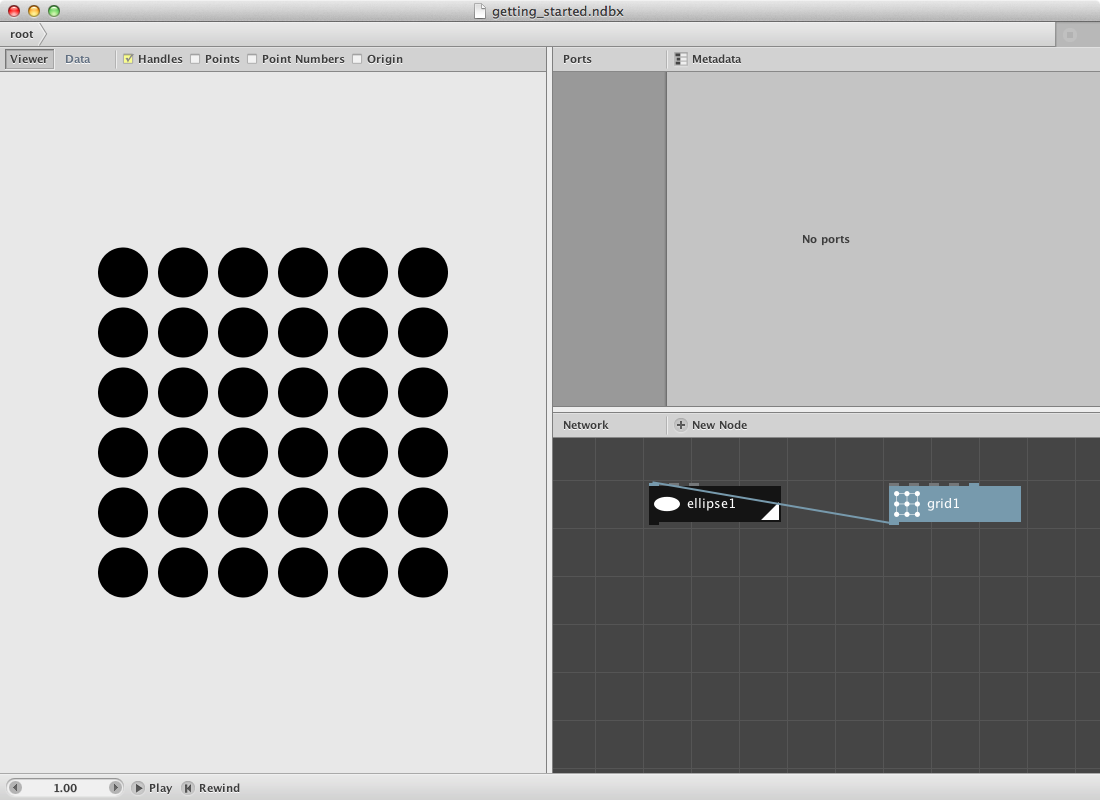 getting_started.ndbx
root
Viewer Data Handles Points Point Numbers Origin
Ports Metadata
No ports
Network New Node
ellipse1
grid1
1.00 Play Rewind